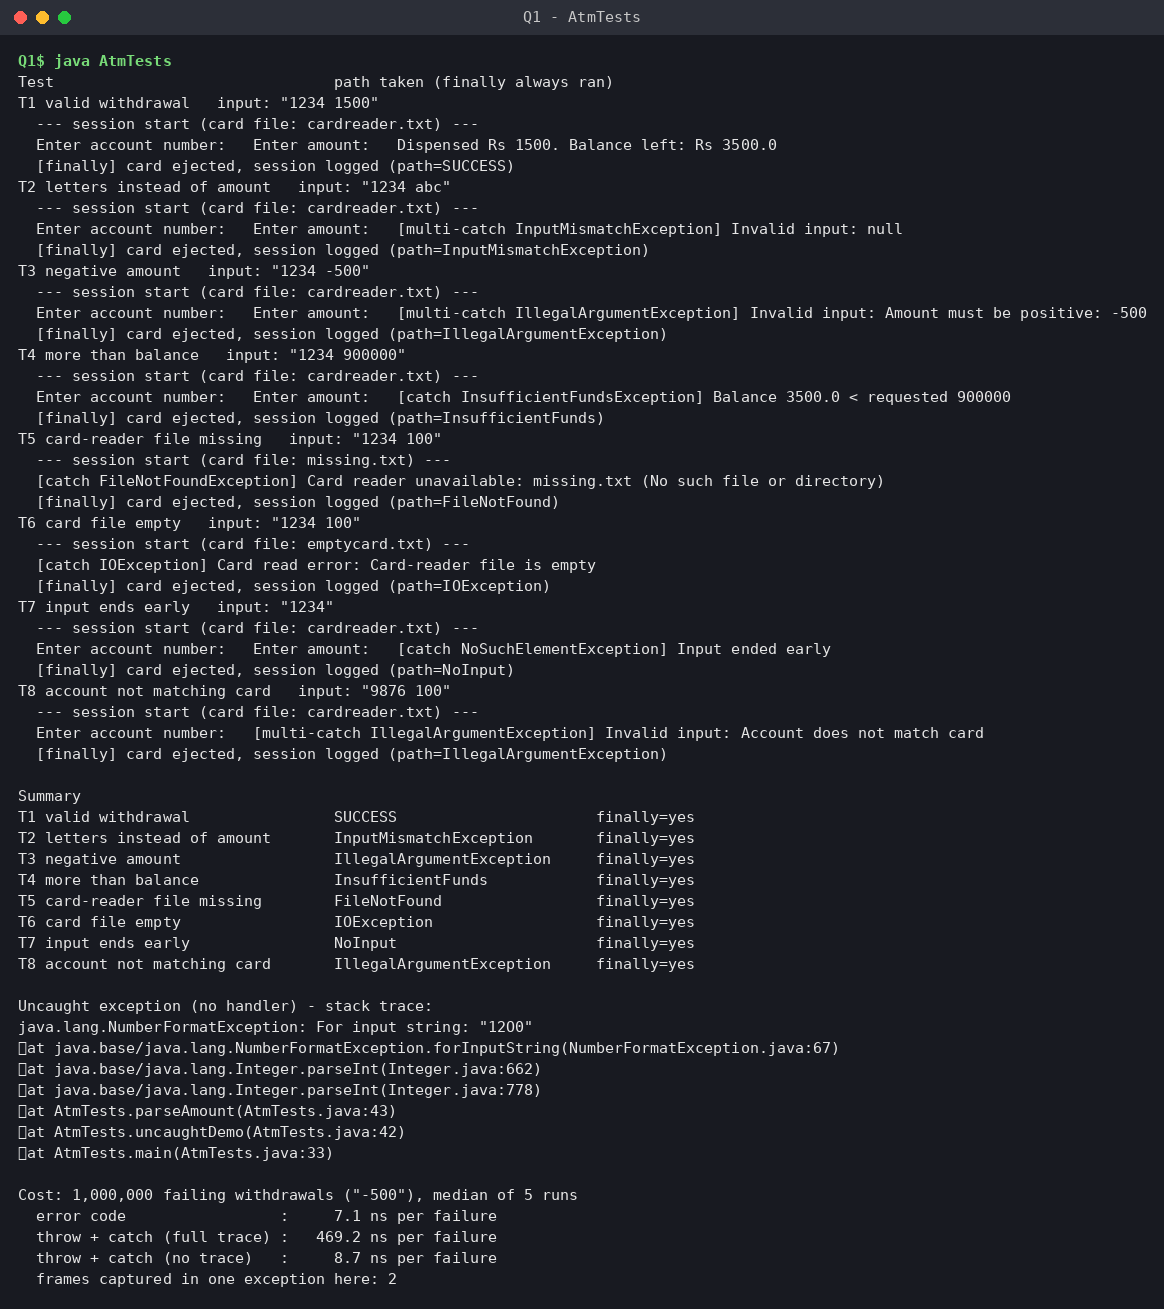 Q1 - AtmTests
Q1$ java AtmTests
Test                               path taken (finally always ran)
T1 valid withdrawal   input: "1234 1500"
  --- session start (card file: cardreader.txt) ---
  Enter account number:   Enter amount:   Dispensed Rs 1500. Balance left: Rs 3500.0
  [finally] card ejected, session logged (path=SUCCESS)
T2 letters instead of amount   input: "1234 abc"
  --- session start (card file: cardreader.txt) ---
  Enter account number:   Enter amount:   [multi-catch InputMismatchException] Invalid input: null
  [finally] card ejected, session logged (path=InputMismatchException)
T3 negative amount   input: "1234 -500"
  --- session start (card file: cardreader.txt) ---
  Enter account number:   Enter amount:   [multi-catch IllegalArgumentException] Invalid input: Amount must be positive: -500
  [finally] card ejected, session logged (path=IllegalArgumentException)
T4 more than balance   input: "1234 900000"
  --- session start (card file: cardreader.txt) ---
  Enter account number:   Enter amount:   [catch InsufficientFundsException] Balance 3500.0 < requested 900000
  [finally] card ejected, session logged (path=InsufficientFunds)
T5 card-reader file missing   input: "1234 100"
  --- session start (card file: missing.txt) ---
  [catch FileNotFoundException] Card reader unavailable: missing.txt (No such file or directory)
  [finally] card ejected, session logged (path=FileNotFound)
T6 card file empty   input: "1234 100"
  --- session start (card file: emptycard.txt) ---
  [catch IOException] Card read error: Card-reader file is empty
  [finally] card ejected, session logged (path=IOException)
T7 input ends early   input: "1234"
  --- session start (card file: cardreader.txt) ---
  Enter account number:   Enter amount:   [catch NoSuchElementException] Input ended early
  [finally] card ejected, session logged (path=NoInput)
T8 account not matching card   input: "9876 100"
  --- session start (card file: cardreader.txt) ---
  Enter account number:   [multi-catch IllegalArgumentException] Invalid input: Account does not match card
  [finally] card ejected, session logged (path=IllegalArgumentException)

Summary
T1 valid withdrawal                SUCCESS                      finally=yes
T2 letters instead of amount       InputMismatchException       finally=yes
T3 negative amount                 IllegalArgumentException     finally=yes
T4 more than balance               InsufficientFunds            finally=yes
T5 card-reader file missing        FileNotFound                 finally=yes
T6 card file empty                 IOException                  finally=yes
T7 input ends early                NoInput                      finally=yes
T8 account not matching card       IllegalArgumentException     finally=yes

Uncaught exception (no handler) - stack trace:
java.lang.NumberFormatException: For input string: "12O0"
at java.base/java.lang.NumberFormatException.forInputString(NumberFormatException.java:67)
at java.base/java.lang.Integer.parseInt(Integer.java:662)
at java.base/java.lang.Integer.parseInt(Integer.java:778)
at AtmTests.parseAmount(AtmTests.java:43)
at AtmTests.uncaughtDemo(AtmTests.java:42)
at AtmTests.main(AtmTests.java:33)

Cost: 1,000,000 failing withdrawals ("-500"), median of 5 runs
  error code                 :     7.1 ns per failure
  throw + catch (full trace) :   469.2 ns per failure
  throw + catch (no trace)   :     8.7 ns per failure
  frames captured in one exception here: 2